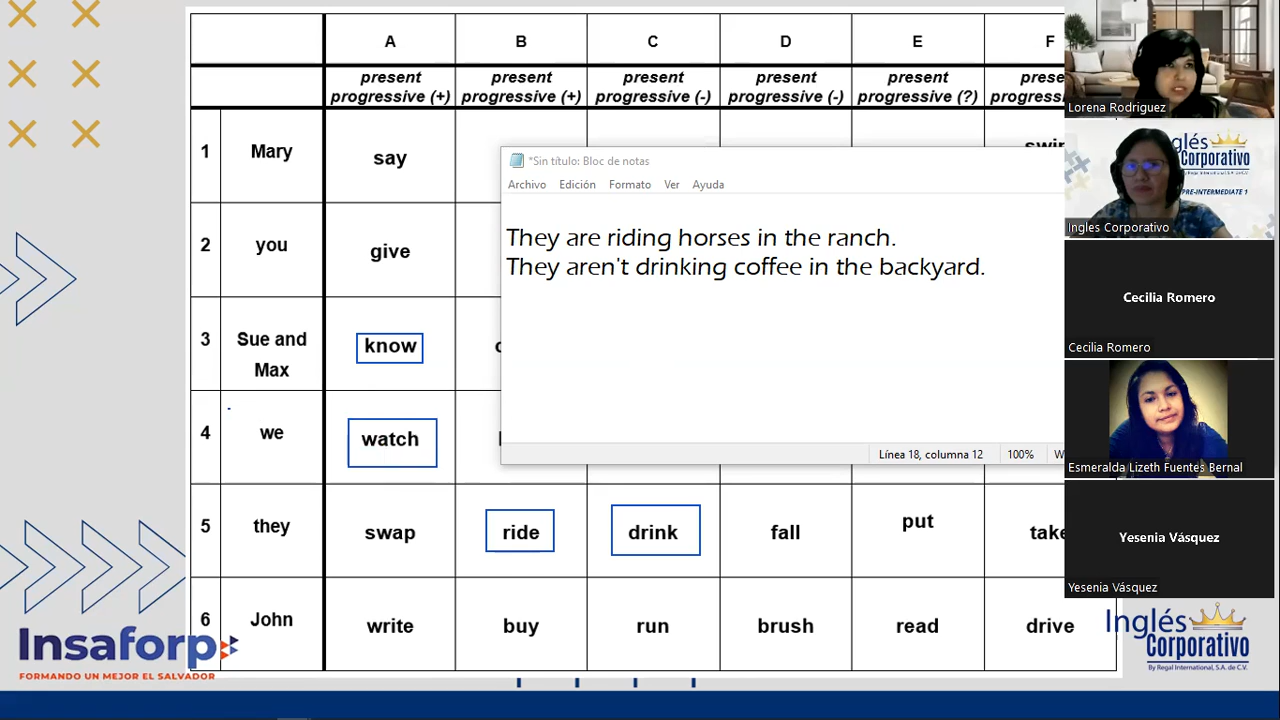 A B C D E F
present progressive (+) present progressive (+) present progressive (-) present progressive (-) present progressive (?)
1 Mary say
2 you give
3 Sue and Max know
4 we watch
5 they swap ride drink fall put take
6 John write buy run brush read drive
*Sin título: Bloc de notas
Archivo Edición Formato Ver Ayuda
They are riding horses in the ranch.
They aren't drinking coffee in the backyard.
Línea 18, columna 12 100%
Lorena Rodriguez
Inglés
Corporativo
PRE-INTERMEDIATE 1
Ingles Corporativo
Cecilia Romero
Cecilia Romero
Esmeralda Lizeth Fuentes Bernal
Yesenia Vásquez
Yesenia Vásquez
Insaforp
FORMANDO UN MEJOR EL SALVADOR
Inglés
Corporativo
By Regal International, S.A. de C.V.